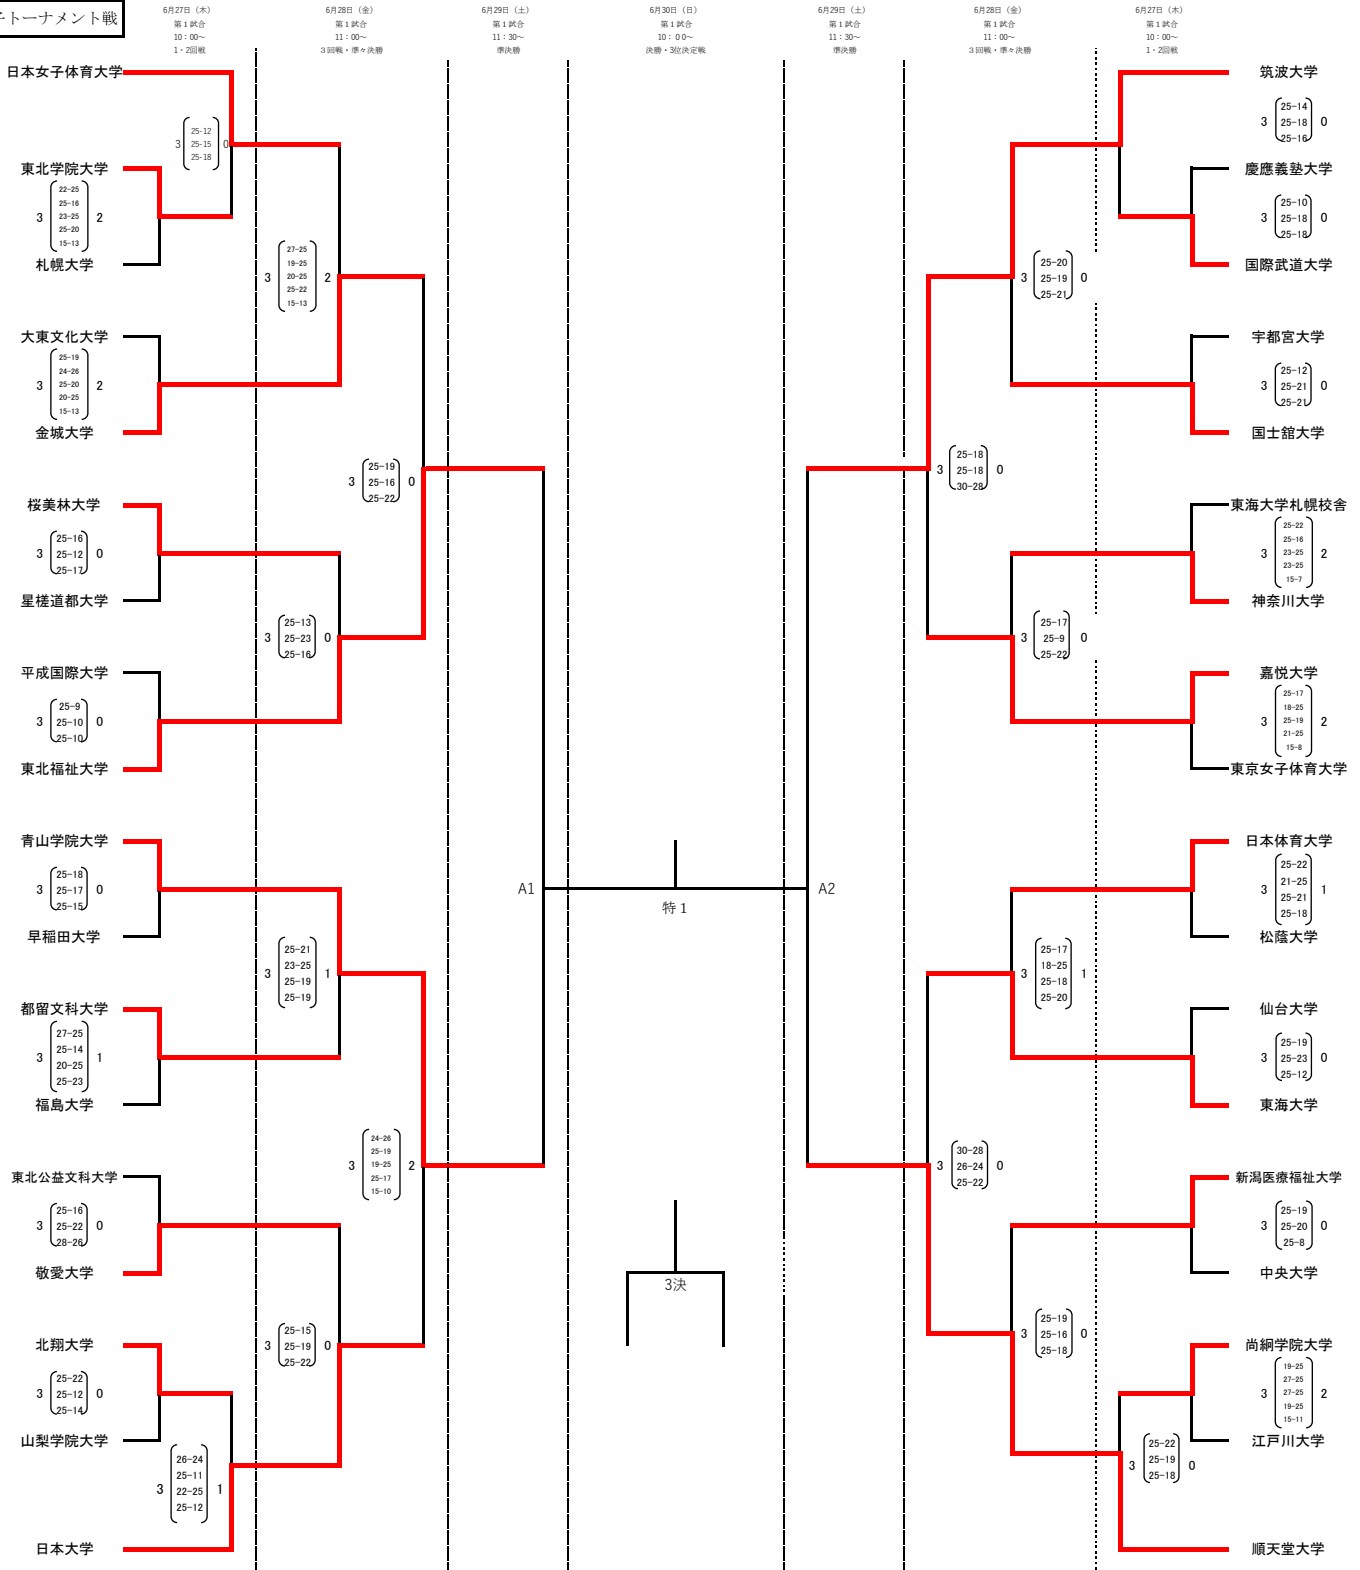 トーナメント戦
6月27日（木）
第１試合
10：00～
1・2回戦
6月28日（金）
第１試合
11：00～
３回戦・準々決勝
6月29日（土）
第１試合
11：30～
準決勝
6月30日（日）
第１試合
10：００～
決勝・3位決定戦
6月29日（土）
第１試合
11：30～
準決勝
6月28日（金）
第１試合
11：00～
３回戦・準々決勝
6月27日（木）
第１試合
10：00～
1・2回戦
日本女子体育大学
3 0
25-12
25-15
25-18
東北学院大学
3 2
22-25
25-16
23-25
25-20
15-13
札幌大学
3 2
27-25
19-25
20-25
25-22
15-13
大東文化大学
3 2
25-19
24-26
25-20
20-25
15-13
金城大学
3 0
25-19
25-16
25-22
桜美林大学
3 0
25-16
25-12
25-17
星槎道都大学
3 0
25-13
25-23
25-16
平成国際大学
3 0
25-9
25-10
25-10
東北福祉大学
青山学院大学
3 0
25-18
25-17
25-15
早稲田大学
3 1
25-21
23-25
25-19
25-19
都留文科大学
3 1
27-25
25-14
20-25
25-23
福島大学
3 2
24-26
25-19
19-25
25-17
15-10
東北公益文科大学
3 0
25-16
25-22
28-26
敬愛大学
3 0
25-15
25-19
25-22
北翔大学
3 0
25-22
25-12
25-14
山梨学院大学
3 1
26-24
25-11
22-25
25-12
日本大学
A1
特１
A2
3決
筑波大学
3 0
25-14
25-18
25-16
慶應義塾大学
3 0
25-10
25-18
25-18
国際武道大学
3 0
25-20
25-19
25-21
宇都宮大学
3 0
25-12
25-21
25-21
国士舘大学
3 0
25-18
25-18
30-28
東海大学札幌校舎
3 2
25-22
25-16
23-25
23-25
15-7
神奈川大学
3 0
25-17
25-9
25-22
嘉悦大学
3 2
25-17
18-25
25-19
21-25
15-8
東京女子体育大学
日本体育大学
3 1
25-22
21-25
25-21
25-18
松蔭大学
3 1
25-17
18-25
25-18
25-20
仙台大学
3 0
25-19
25-23
25-12
東海大学
3 0
30-28
26-24
25-22
新潟医療福祉大学
3 0
25-19
25-20
25-8
中央大学
3 0
25-19
25-16
25-18
尚絅学院大学
3 2
19-25
27-25
27-25
19-25
15-11
江戸川大学
3 0
25-22
25-19
25-18
順天堂大学